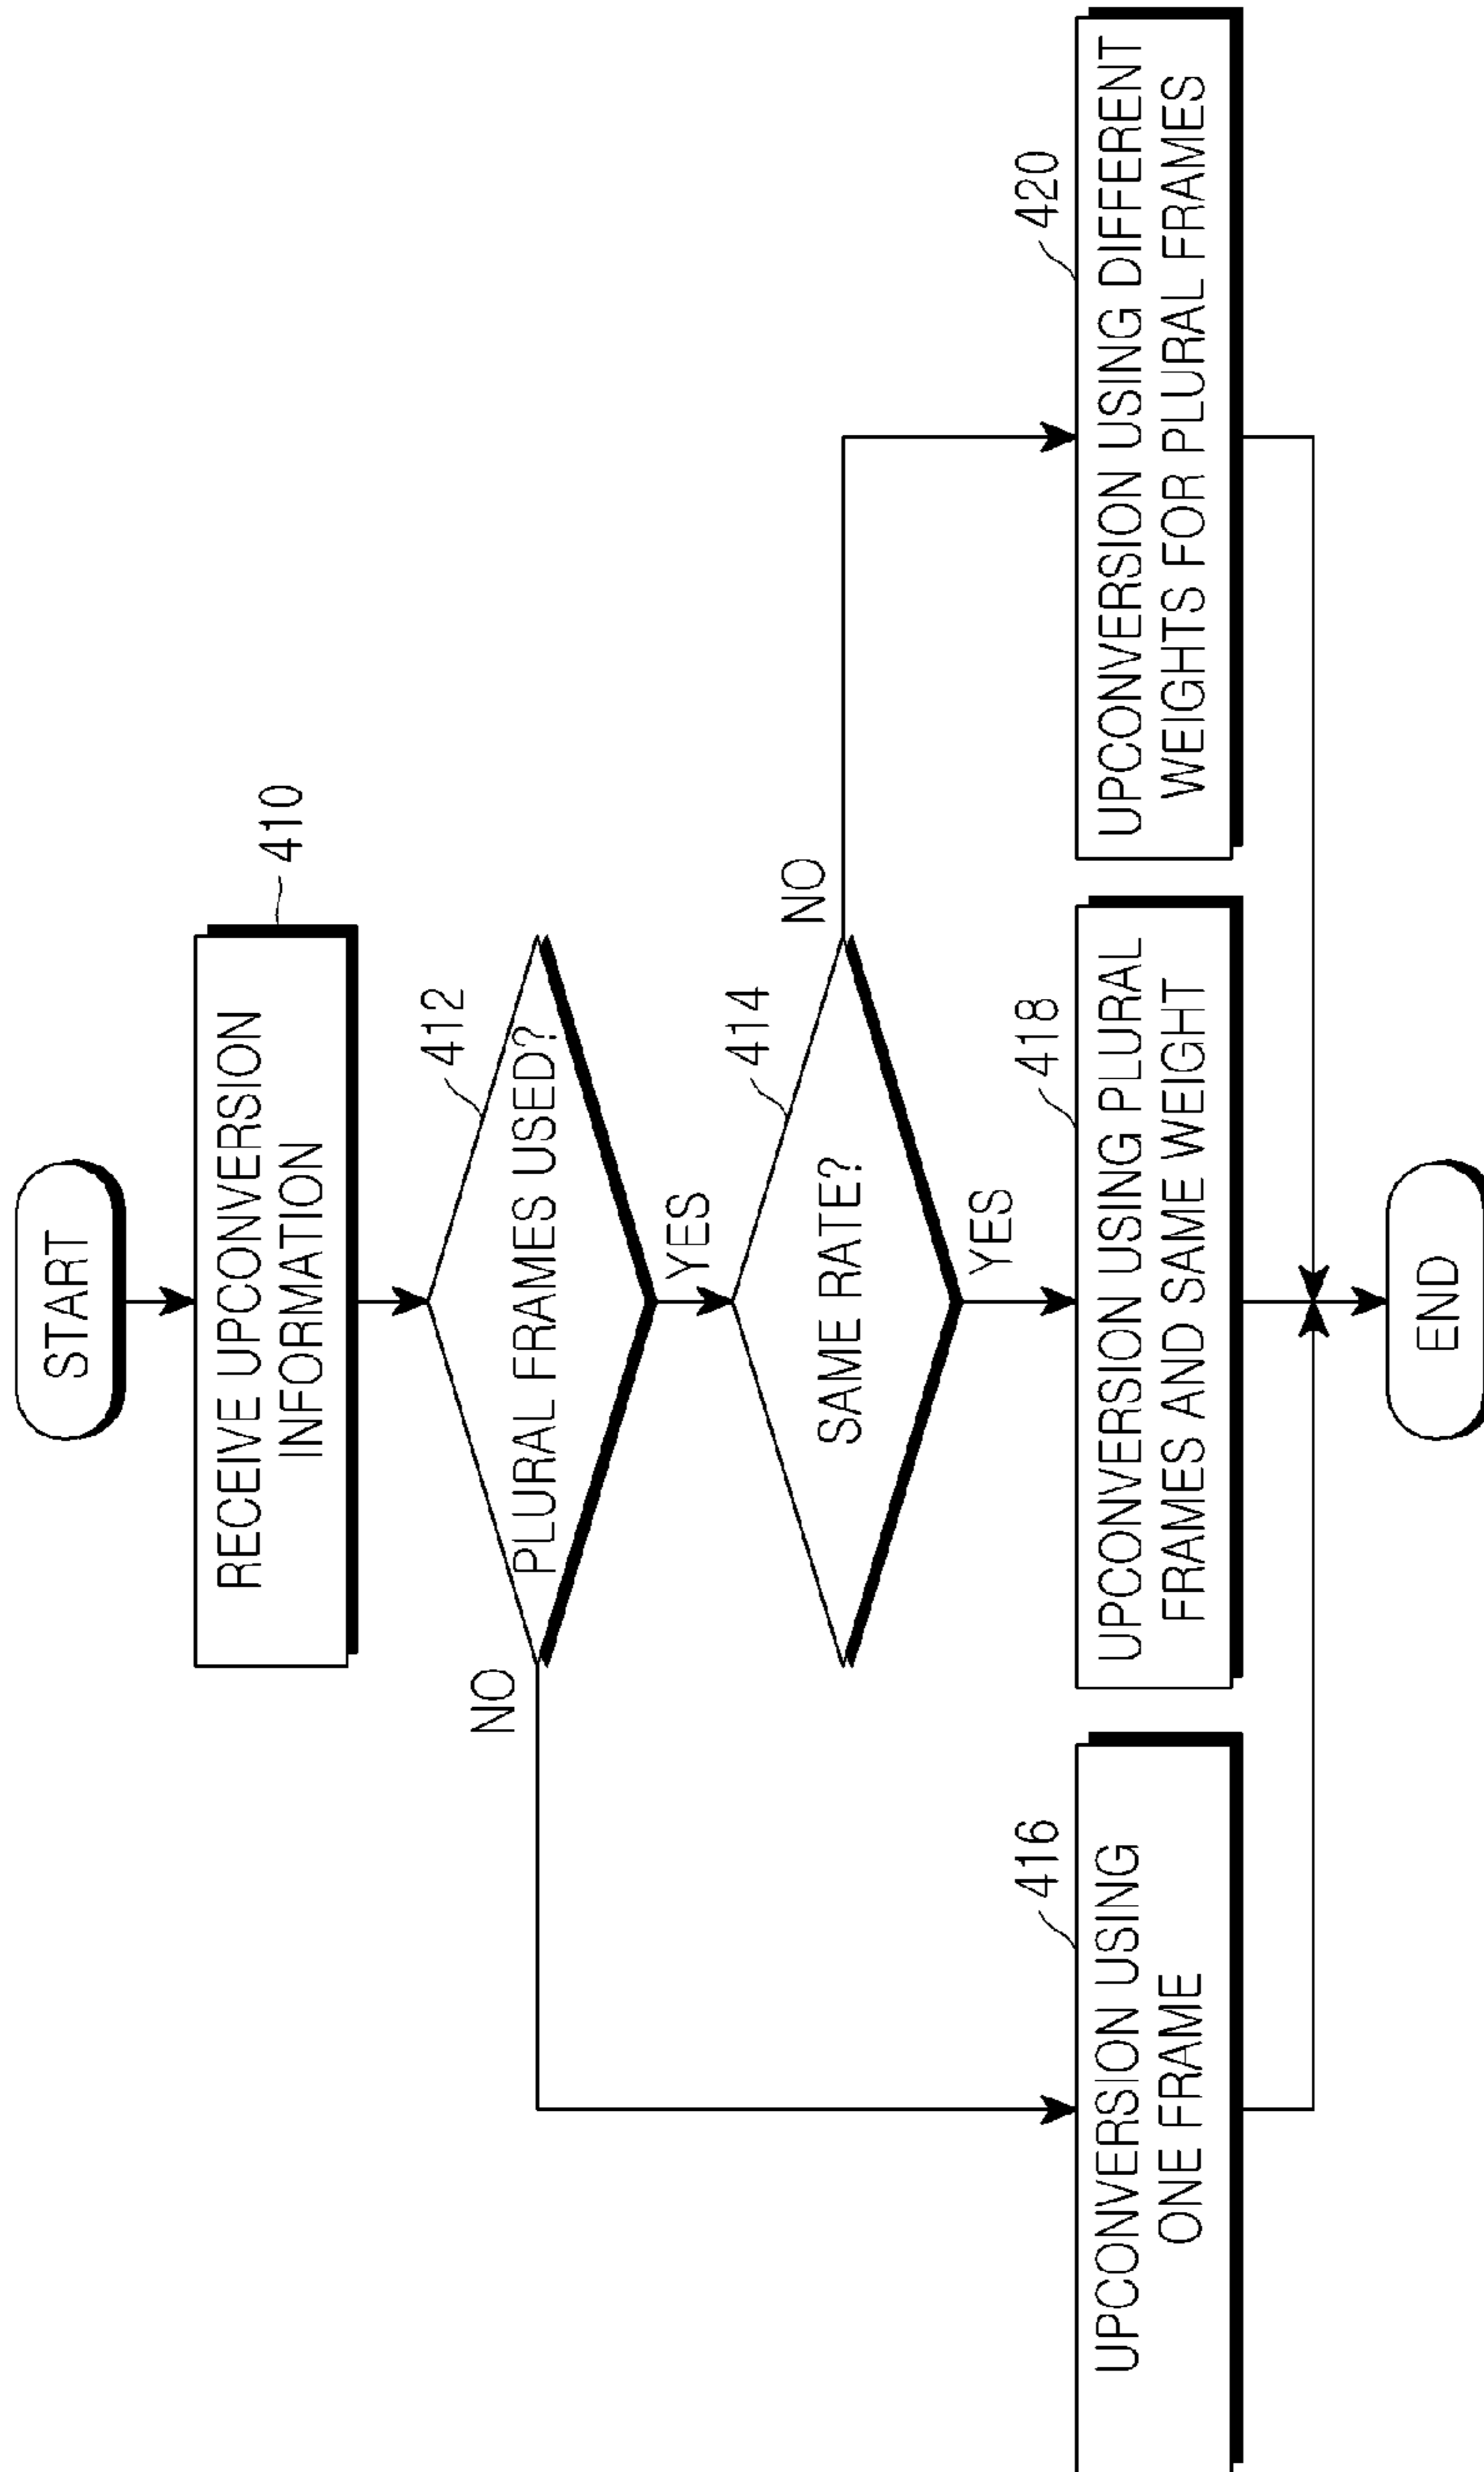 START
410
RECEIVE UPCONVERSION
INFORMATION
412
PLURAL FRAMES USED?
NO
YES
414
SAME RATE?
NO
YES
416
UPCONVERSION USING
ONE FRAME
418
UPCONVERSION USING PLURAL
FRAMES AND SAME WEIGHT
420
UPCONVERSION USING DIFFERENT
WEIGHTS FOR PLURAL FRAMES
END